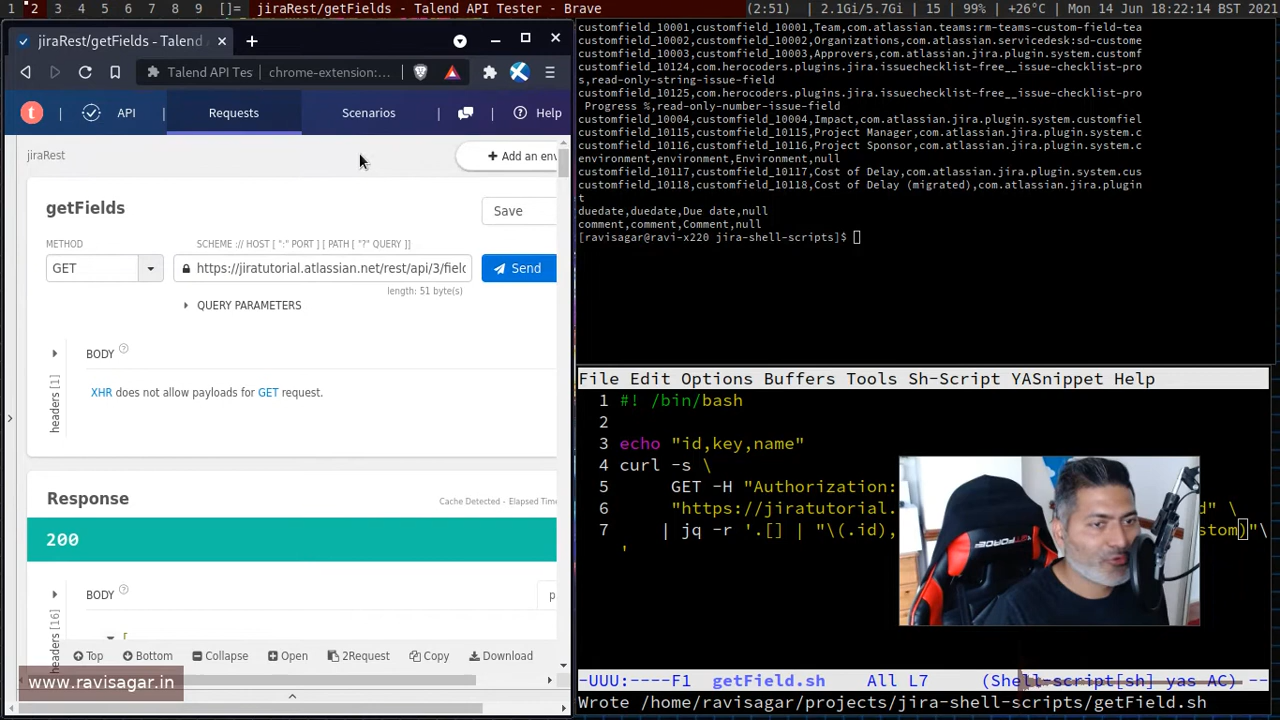 1 2 3 4 5 6 7 8 9 []= jiraRest/getFields - Talend API Tester - Brave (2:51) | 2.1Gi/5.7Gi | 15 | 99% | +26°C | Mon 14 Jun 18:22:14 BST 2021
jiraRest/getFields - Talend
Talend API Tes chrome-extension:...
API Requests Scenarios Help
jiraRest
+ Add an env
getFields
Save
METHOD
SCHEME :// HOST [ ":" PORT ] [ PATH [ "?" QUERY ]]
GET
https://jiratutorial.atlassian.net/rest/api/3/field
Send
length: 51 byte(s)
QUERY PARAMETERS
headers [1]
BODY
XHR does not allow payloads for GET request.
Response
Cache Detected - Elapsed Time
200
headers [16]
BODY
p
[
Top Bottom Collapse Open 2Request Copy Download
www.ravisagar.in
customfield_10001,customfield_10001,Team,com.atlassian.teams:rm-teams-custom-field-tea
customfield_10002,customfield_10002,Organizations,com.atlassian.servicedesk:sd-custome
customfield_10003,customfield_10003,Approvers,com.atlassian.jira.plugin.system.customf
customfield_10124,com.herocoders.plugins.jira.issuechecklist-free__issue-checklist-pro
s,read-only-string-issue-field
customfield_10125,com.herocoders.plugins.jira.issuechecklist-free__issue-checklist-pro
Progress %,read-only-number-issue-field
customfield_10004,customfield_10004,Impact,com.atlassian.jira.plugin.system.customfiel
customfield_10115,customfield_10115,Project Manager,com.atlassian.jira.plugin.system.c
customfield_10116,customfield_10116,Project Sponsor,com.atlassian.jira.plugin.system.c
environment,environment,Environment,null
customfield_10117,customfield_10117,Cost of Delay,com.atlassian.jira.plugin.system.cus
customfield_10118,customfield_10118,Cost of Delay (migrated),com.atlassian.jira.plugin
t
duedate,duedate,Due date,null
comment,comment,Comment,null
[ravisagar@ravi-x220 jira-shell-scripts]$
File Edit Options Buffers Tools Sh-Script YASnippet Help
1 #! /bin/bash
2
3 echo "id,key,name"
4 curl -s \
5 GET -H "Authorization:
6 "https://jiratutorial. d" \
7 | jq -r '.[] | "\(.id), stom)"\
'
-UUU:----F1 getField.sh All L7 (Shell-script[sh] yas AC) --
Wrote /home/ravisagar/projects/jira-shell-scripts/getField.sh